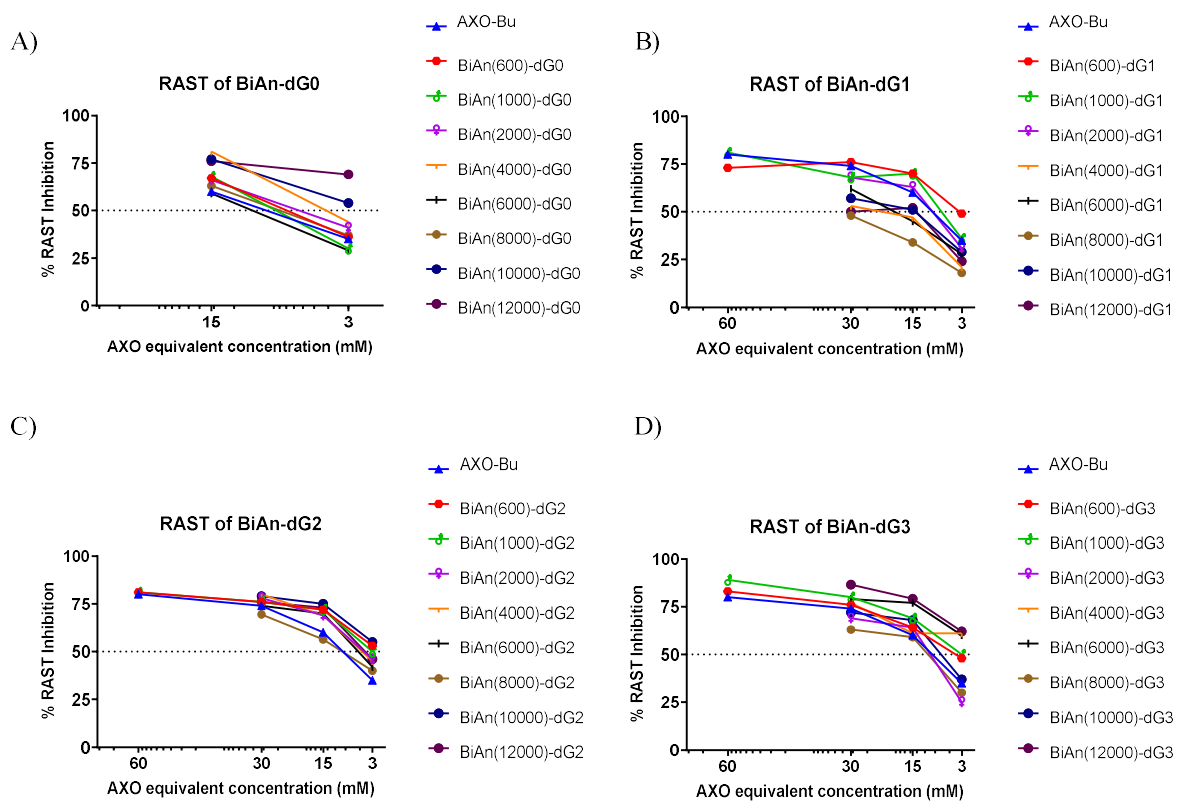 A)
RAST of BiAn-dG0
% RAST Inhibition
100
75
50
25
0
15
3
AXO equivalent concentration (mM)
AXO-Bu
BiAn(600)-dG0
BiAn(1000)-dG0
BiAn(2000)-dG0
BiAn(4000)-dG0
BiAn(6000)-dG0
BiAn(8000)-dG0
BiAn(10000)-dG0
BiAn(12000)-dG0
B)
RAST of BiAn-dG1
% RAST Inhibition
100
75
50
25
0
60
30
15
3
AXO equivalent concentration (mM)
AXO-Bu
BiAn(600)-dG1
BiAn(1000)-dG1
BiAn(2000)-dG1
BiAn(4000)-dG1
BiAn(6000)-dG1
BiAn(8000)-dG1
BiAn(10000)-dG1
BiAn(12000)-dG1
C)
RAST of BiAn-dG2
% RAST Inhibition
100
75
50
25
0
60
30
15
3
AXO equivalent concentration (mM)
AXO-Bu
BiAn(600)-dG2
BiAn(1000)-dG2
BiAn(2000)-dG2
BiAn(4000)-dG2
BiAn(6000)-dG2
BiAn(8000)-dG2
BiAn(10000)-dG2
BiAn(12000)-dG2
D)
RAST of BiAn-dG3
% RAST Inhibition
100
75
50
25
0
60
30
15
3
AXO equivalent concentration (mM)
AXO-Bu
BiAn(600)-dG3
BiAn(1000)-dG3
BiAn(2000)-dG3
BiAn(4000)-dG3
BiAn(6000)-dG3
BiAn(8000)-dG3
BiAn(10000)-dG3
BiAn(12000)-dG3